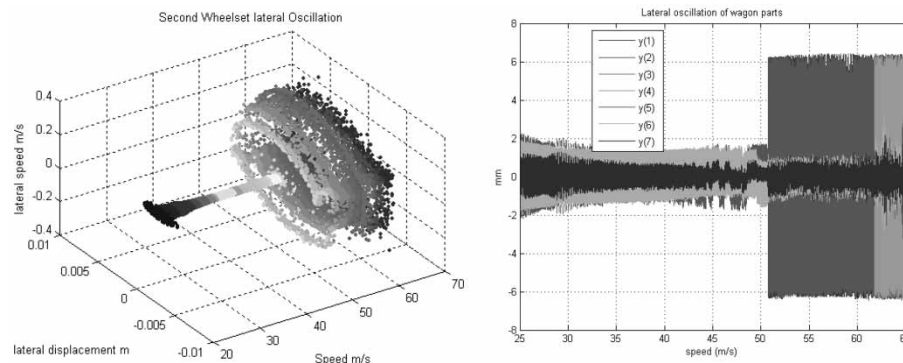 Second Wheelset lateral Oscillation
lateral speed m/s
0.4
0.2
0
-0.2
-0.4
0.01
0.005
0
-0.005
-0.01
lateral displacement m
20
30
40
50
60
70
Speed m/s
Lateral oscillation of wagon parts
mm
8
6
4
2
0
-2
-4
-6
-8
y(1)
y(2)
y(3)
y(4)
y(5)
y(6)
y(7)
25
30
35
40
45
50
55
60
speed (m/s)